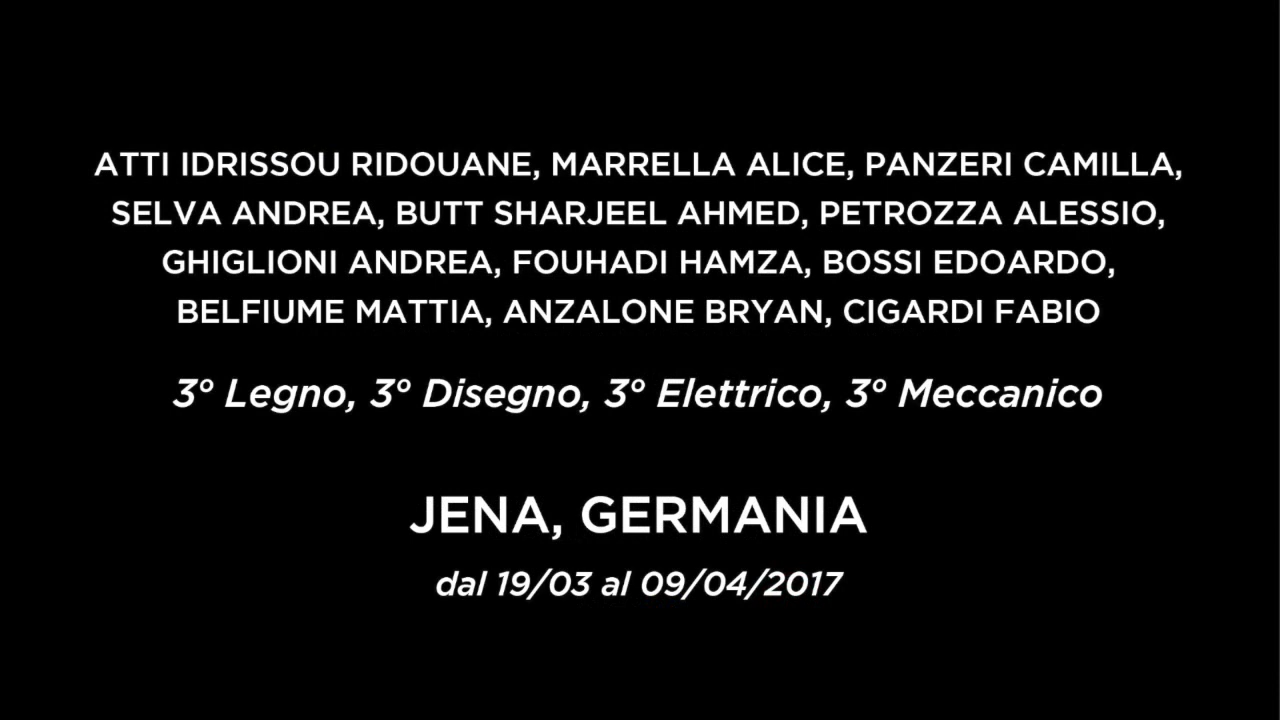 ATTI IDRISSOU RIDOUANE, MARRELLA ALICE, PANZERI CAMILLA,
SELVA ANDREA, BUTT SHARJEEL AHMED, PETROZZA ALESSIO,
GHIGLIONI ANDREA, FOUHADI HAMZA, BOSSI EDOARDO,
BELFIUME MATTIA, ANZALONE BRYAN, CIGARDI FABIO
3° Legno, 3° Disegno, 3° Elettrico, 3° Meccanico
JENA, GERMANIA
dal 19/03 al 09/04/2017